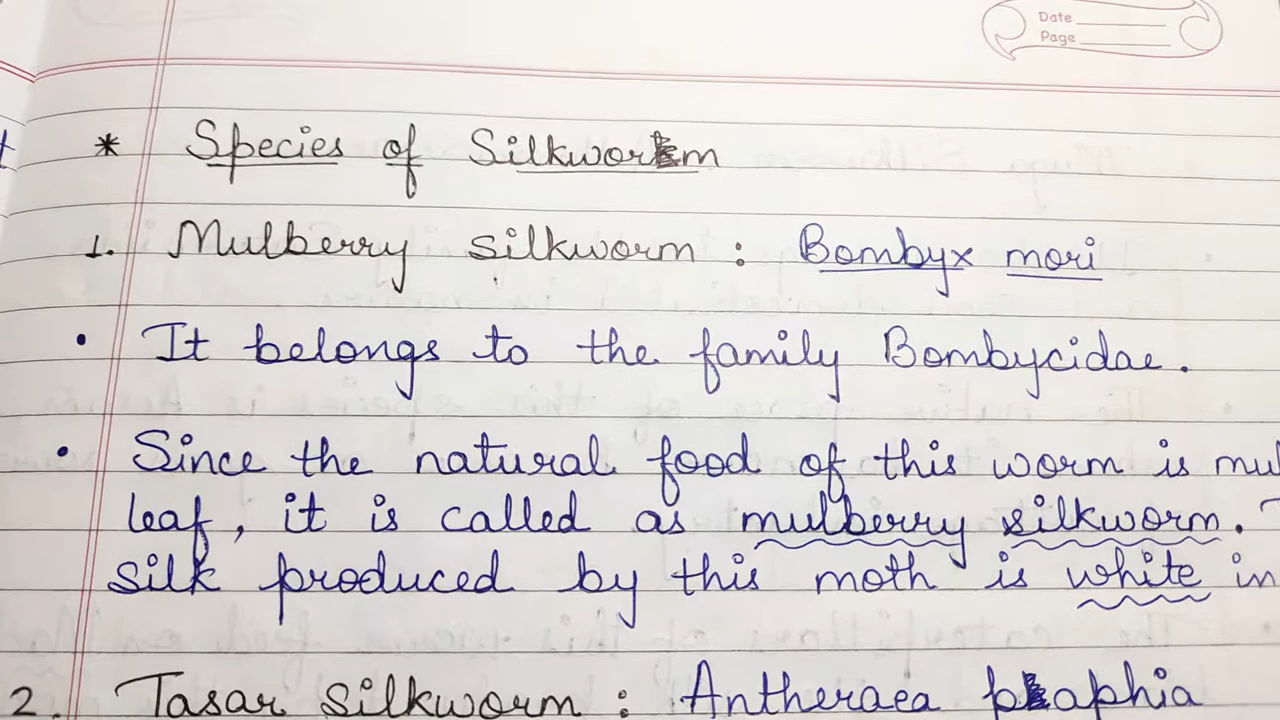 Date
Page
* Species of Silkworm
1. Mulberry silkworm : Bombyx mori
• It belongs to the family Bombycidae.
• Since the natural food of this worm is mul
leaf, it is called as mulberry silkworm. T
silk produced by this moth is white in
2. Tasar silkworm : Antheraea paphia